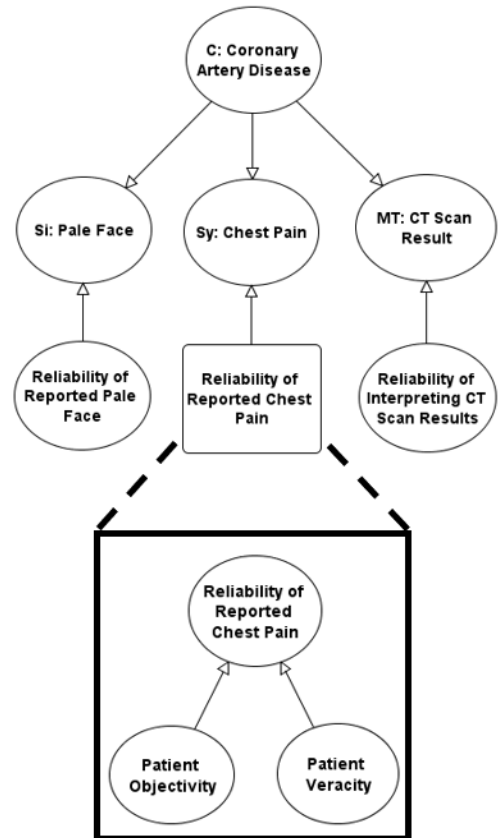 C: Coronary
Artery Disease
Si: Pale Face
Sy: Chest Pain
MT: CT Scan
Result
Reliability of
Reported Pale
Face
Reliability of
Reported Chest
Pain
Reliability of
Interpreting CT
Scan Results
Reliability of
Reported
Chest Pain
Patient
Objectivity
Patient
Veracity